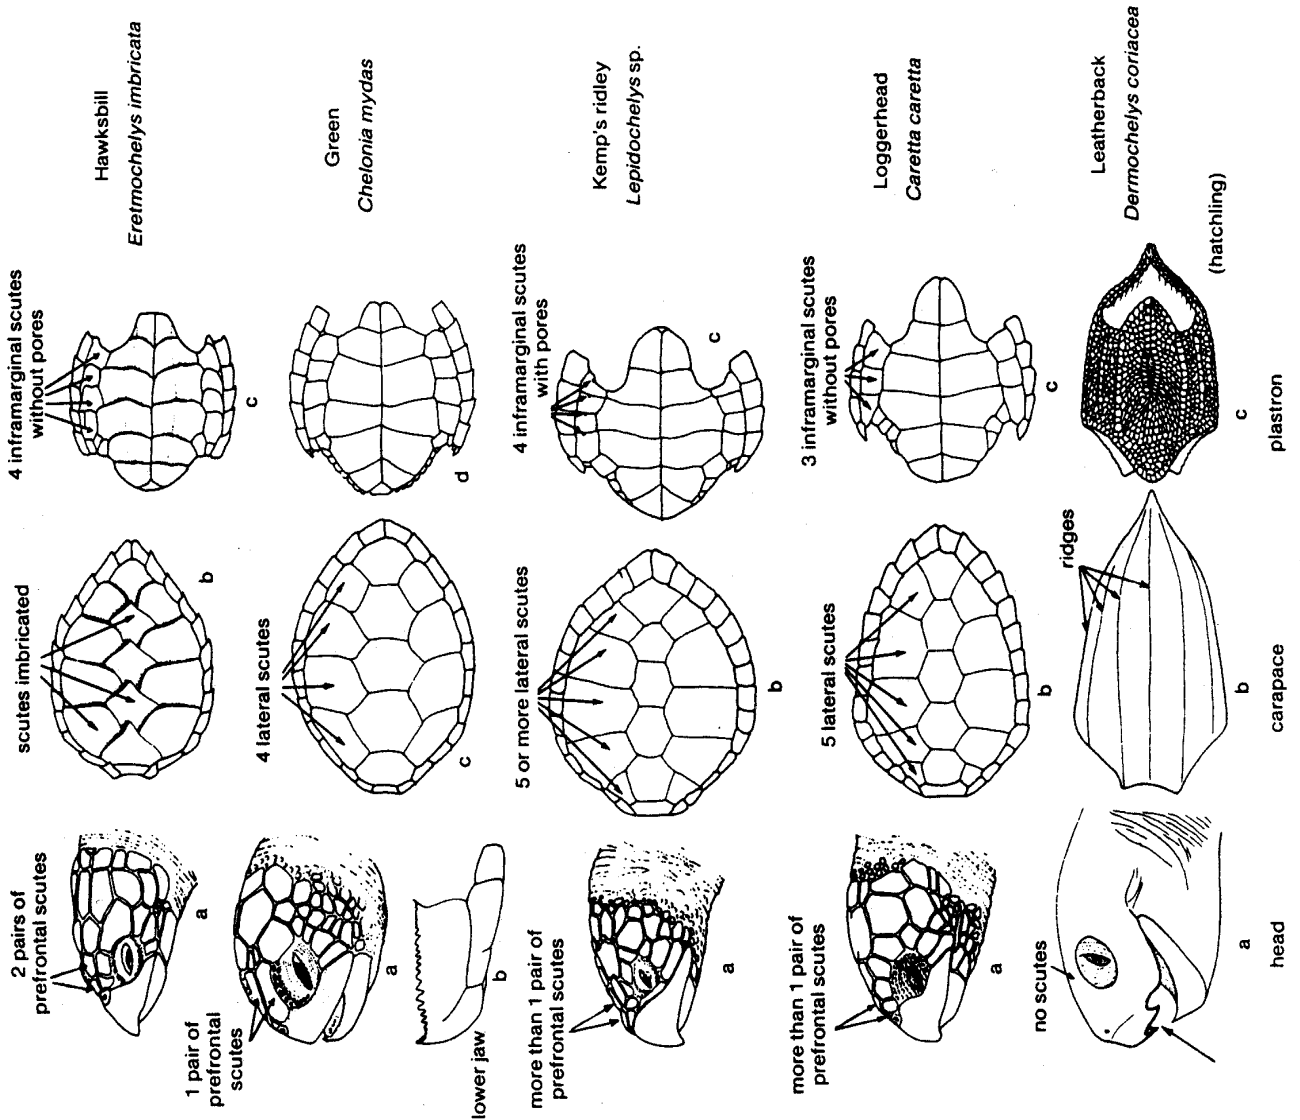 2 pairs of
prefrontal scutes
a
scutes imbricated
b
4 inframarginal scutes
without pores
c
Hawksbill
Eretmochelys imbricata
1 pair of
prefrontal
scutes
a
lower jaw
b
4 lateral scutes
c
d
Green
Chelonia mydas
more than 1 pair of
prefrontal scutes
a
5 or more lateral scutes
b
4 inframarginal scutes
with pores
c
Kemp's ridley
Lepidochelys sp.
more than 1 pair of
prefrontal scutes
a
5 lateral scutes
b
3 inframarginal scutes
without pores
c
Loggerhead
Caretta caretta
no scutes
a
head
ridges
b
carapace
c
plastron
(hatchling)
Leatherback
Dermochelys coriacea